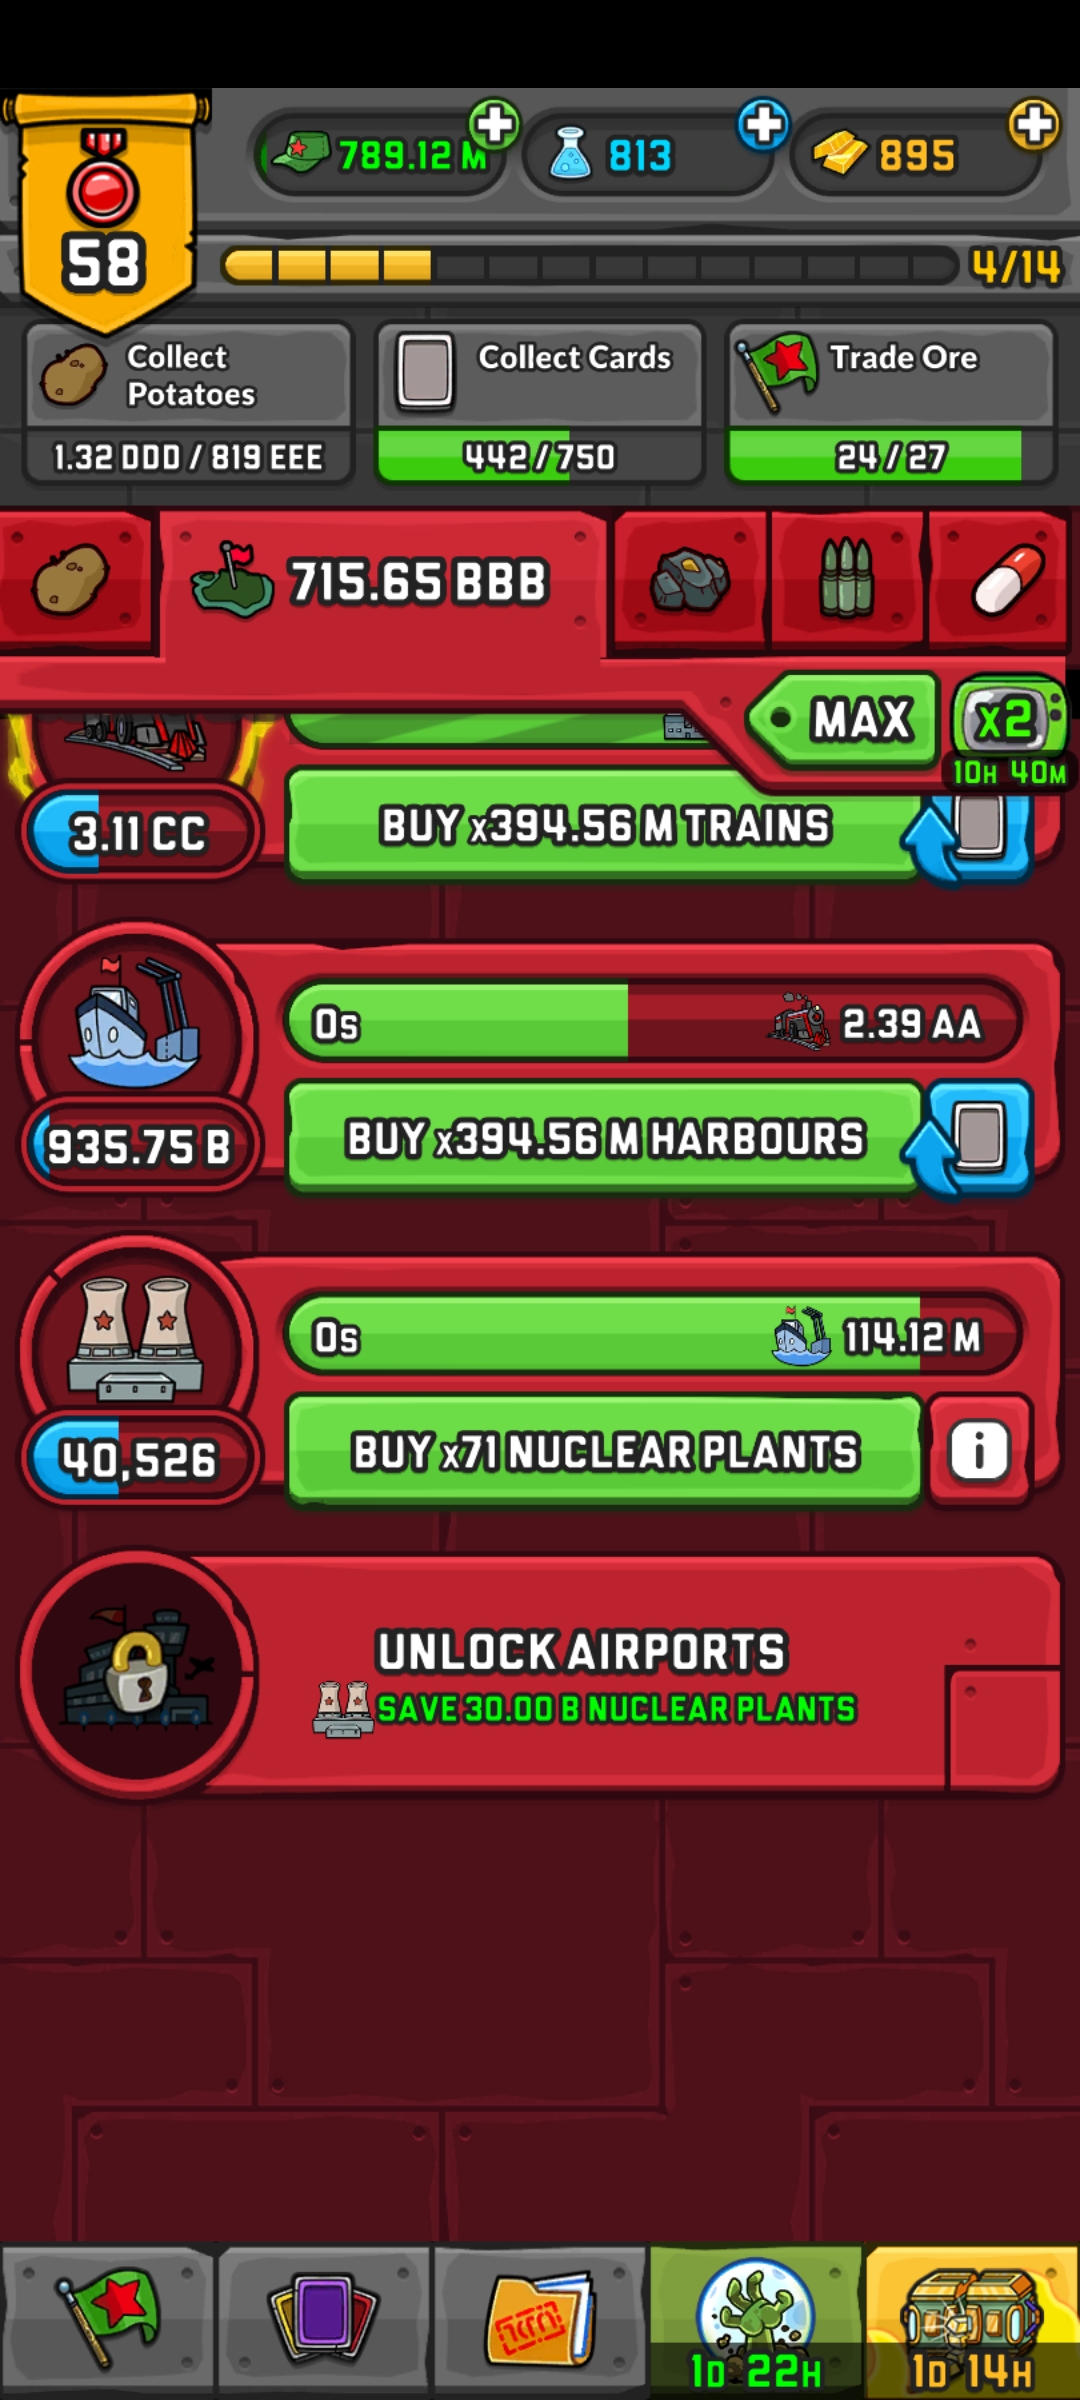 58
789.12 M
813
895
4/14
Collect
Potatoes
1.32 DDD / 819 EEE
Collect Cards
442 / 750
Trade Ore
24 / 27
715.65 BBB
MAX
x2
10H 40M
3.11 CC
BUY x394.56 M TRAINS
0s
2.39 AA
935.75 B
BUY x394.56 M HARBOURS
0s
114.12 M
40,526
BUY x71 NUCLEAR PLANTS
i
UNLOCK AIRPORTS
SAVE 30.00 B NUCLEAR PLANTS
1D 22H
1D 14H